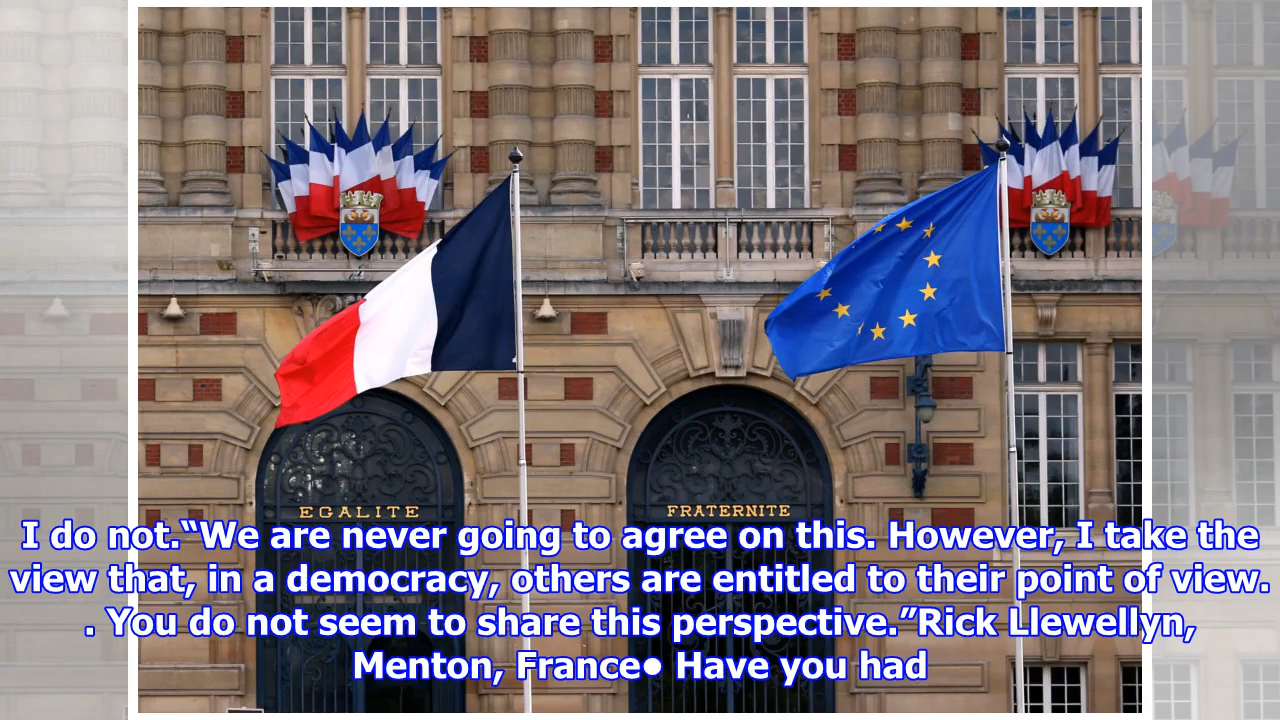 EGALITE
FRATERNITE
I do not.“We are never going to agree on this. However, I take the
view that, in a democracy, others are entitled to their point of view.
. You do not seem to share this perspective.”Rick Llewellyn,
Menton, France● Have you had